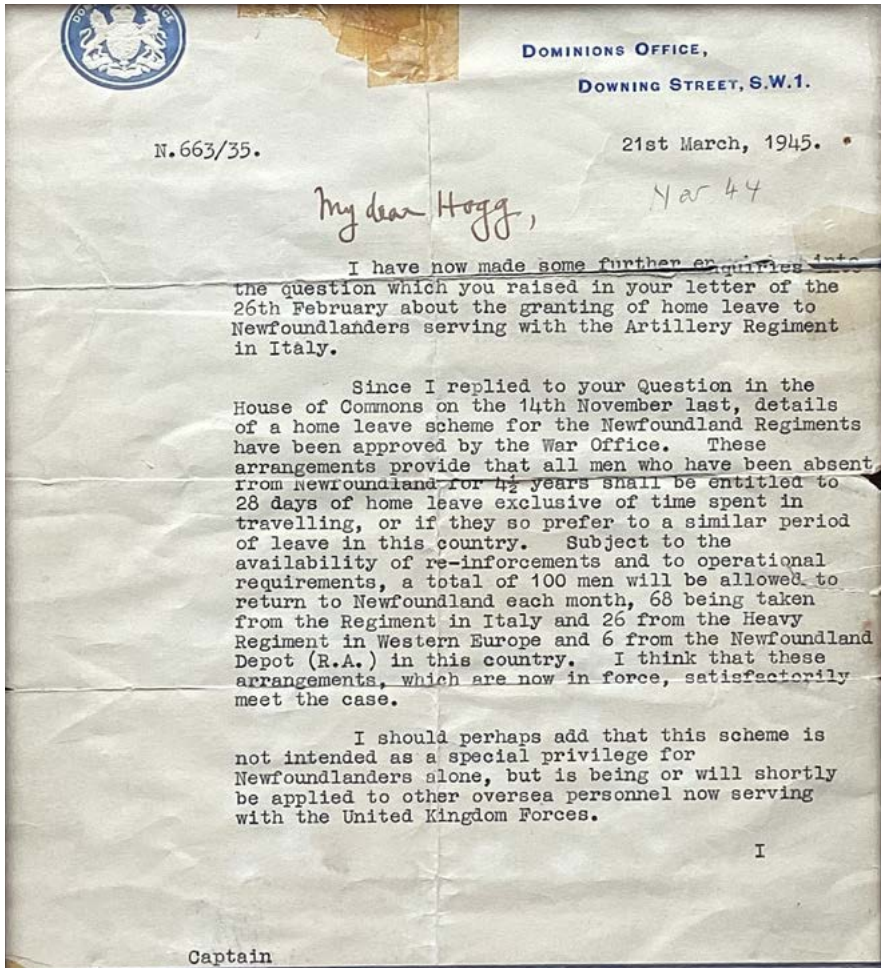 DOMINIONS OFFICE,
DOWNING STREET, S.W.1.
N.663/35.
21st March, 1945.
My dear Hogg,
I have now made some further enquiries into
the question which you raised in your letter of the
26th February about the granting of home leave to
Newfoundlanders serving with the Artillery Regiment
in Italy.
Since I replied to your Question in the
House of Commons on the 14th November last, details
of a home leave scheme for the Newfoundland Regiments
have been approved by the War Office. These
arrangements provide that all men who have been absent
from Newfoundland for 4½ years shall be entitled to
28 days of home leave exclusive of time spent in
travelling, or if they so prefer to a similar period
of leave in this country. Subject to the
availability of re-inforcements and to operational
requirements, a total of 100 men will be allowed to
return to Newfoundland each month, 68 being taken
from the Regiment in Italy and 26 from the Heavy
Regiment in Western Europe and 6 from the Newfoundland
Depot (R.A.) in this country. I think that these
arrangements, which are now in force, satisfactorily
meet the case.
I should perhaps add that this scheme is
not intended as a special privilege for
Newfoundlanders alone, but is being or will shortly
be applied to other oversea personnel now serving
with the United Kingdom Forces.
I
Captain